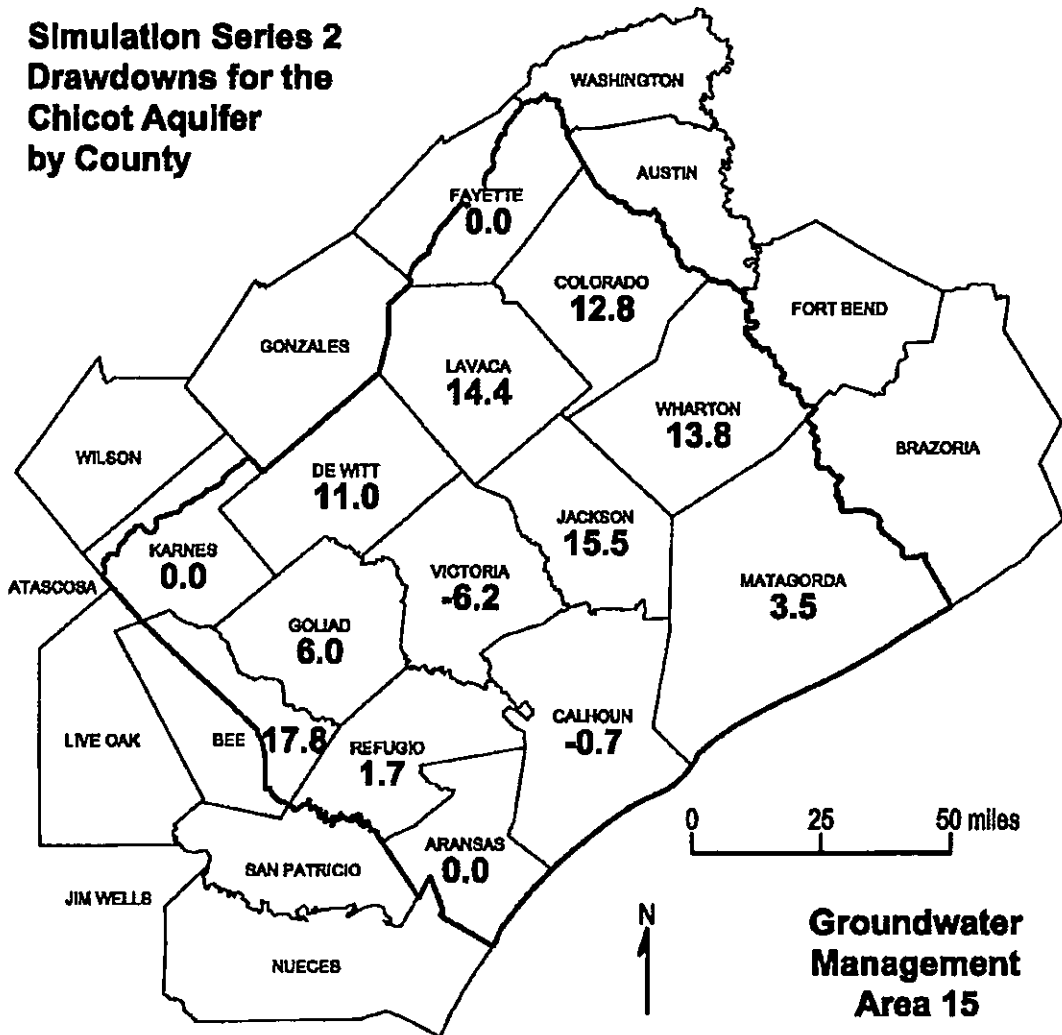 Simulation Series 2
Drawdowns for the
Chicot Aquifer
by County
WASHINGTON
AUSTIN
FAYETTE
0.0
COLORADO
12.8
FORT BEND
GONZALES
LAVACA
14.4
WHARTON
13.8
BRAZORIA
WILSON
DE WITT
11.0
JACKSON
15.5
KARNES
0.0
VICTORIA
-6.2
MATAGORDA
3.5
ATASCOSA
GOLIAD
6.0
CALHOUN
-0.7
LIVE OAK
BEE 17.8
REFUGIO
1.7
0 25 50 miles
ARANSAS
0.0
SAN PATRICIO
JIM WELLS
N
NUECES
Groundwater
Management
Area 15